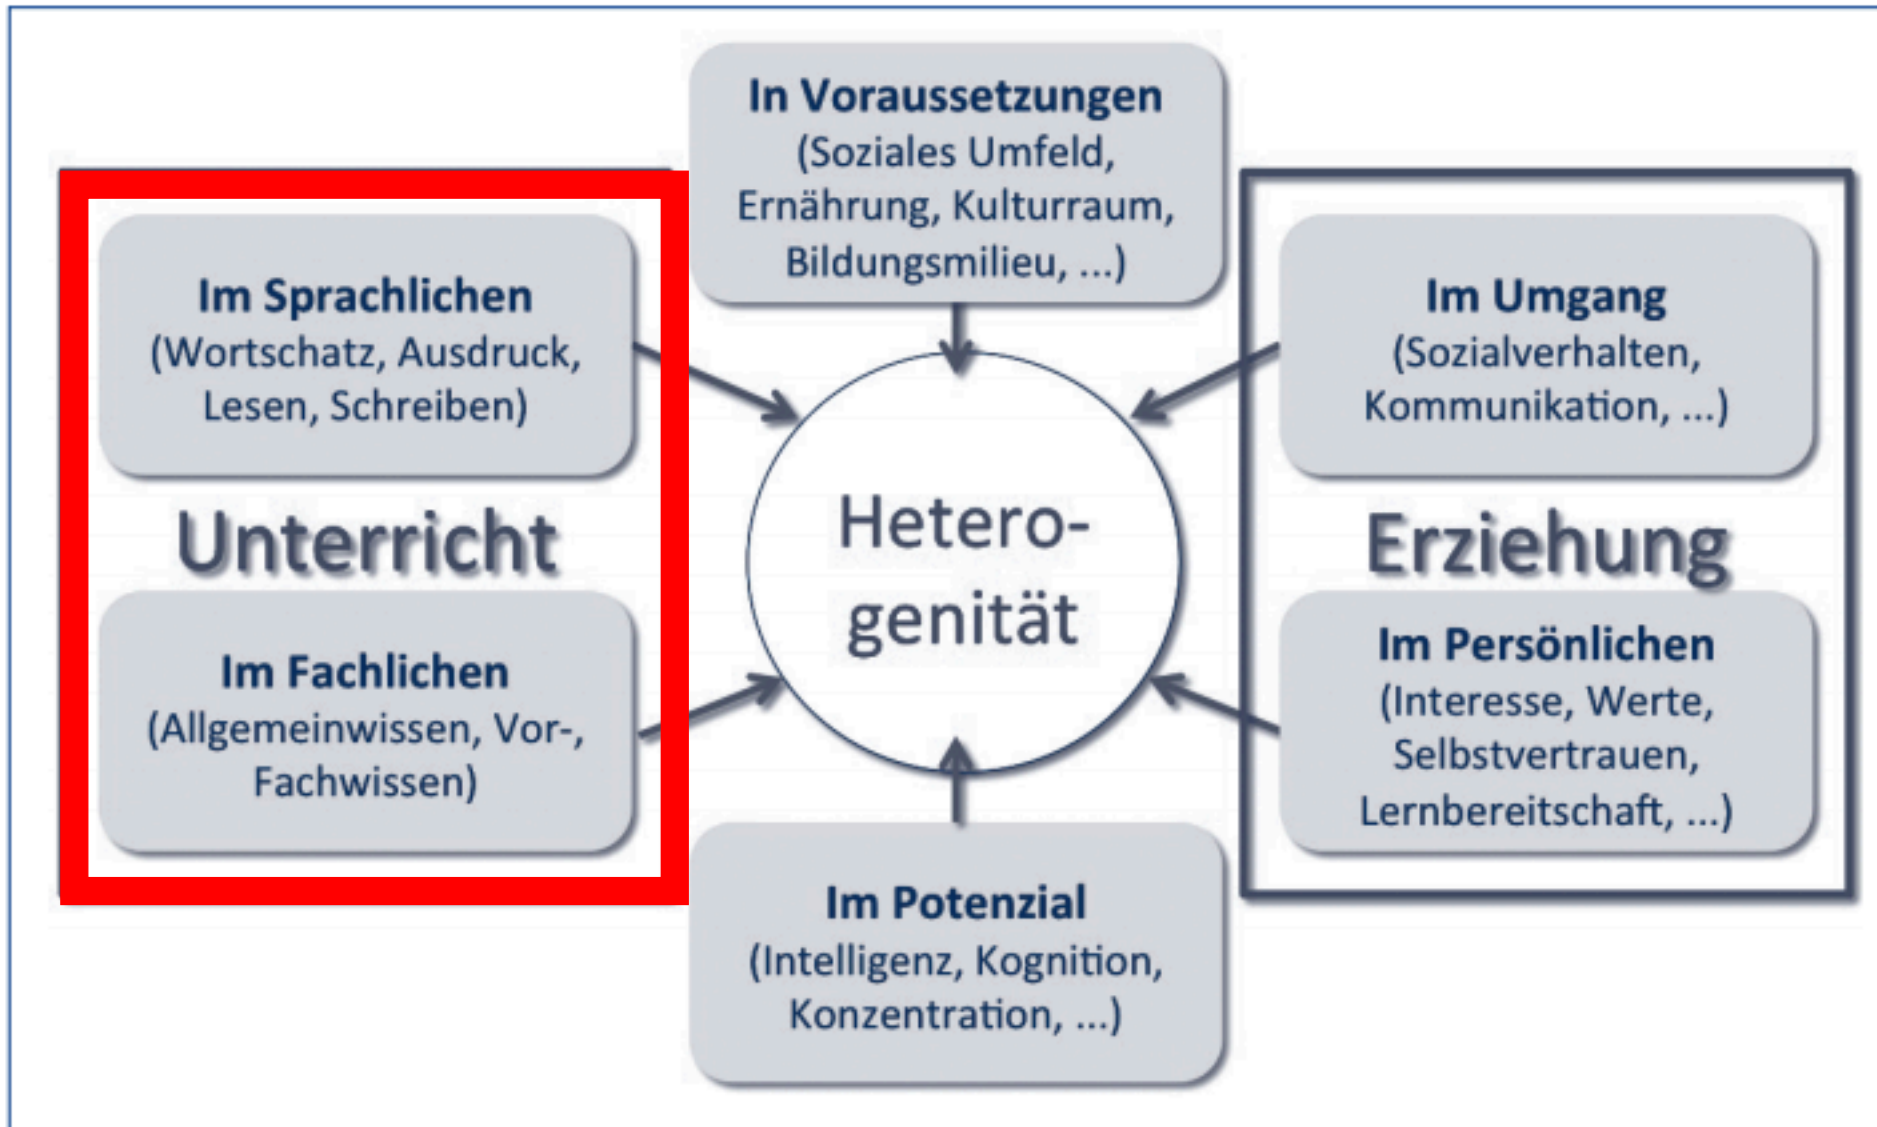 In Voraussetzungen
(Soziales Umfeld,
Ernährung, Kulturraum,
Bildungsmilieu, ...)
Im Sprachlichen
(Wortschatz, Ausdruck,
Lesen, Schreiben)
Unterricht
Im Fachlichen
(Allgemeinwissen, Vor-,
Fachwissen)
Hetero-
genität
Im Umgang
(Sozialverhalten,
Kommunikation, ...)
Erziehung
Im Persönlichen
(Interesse, Werte,
Selbstvertrauen,
Lernbereitschaft, ...)
Im Potenzial
(Intelligenz, Kognition,
Konzentration, ...)